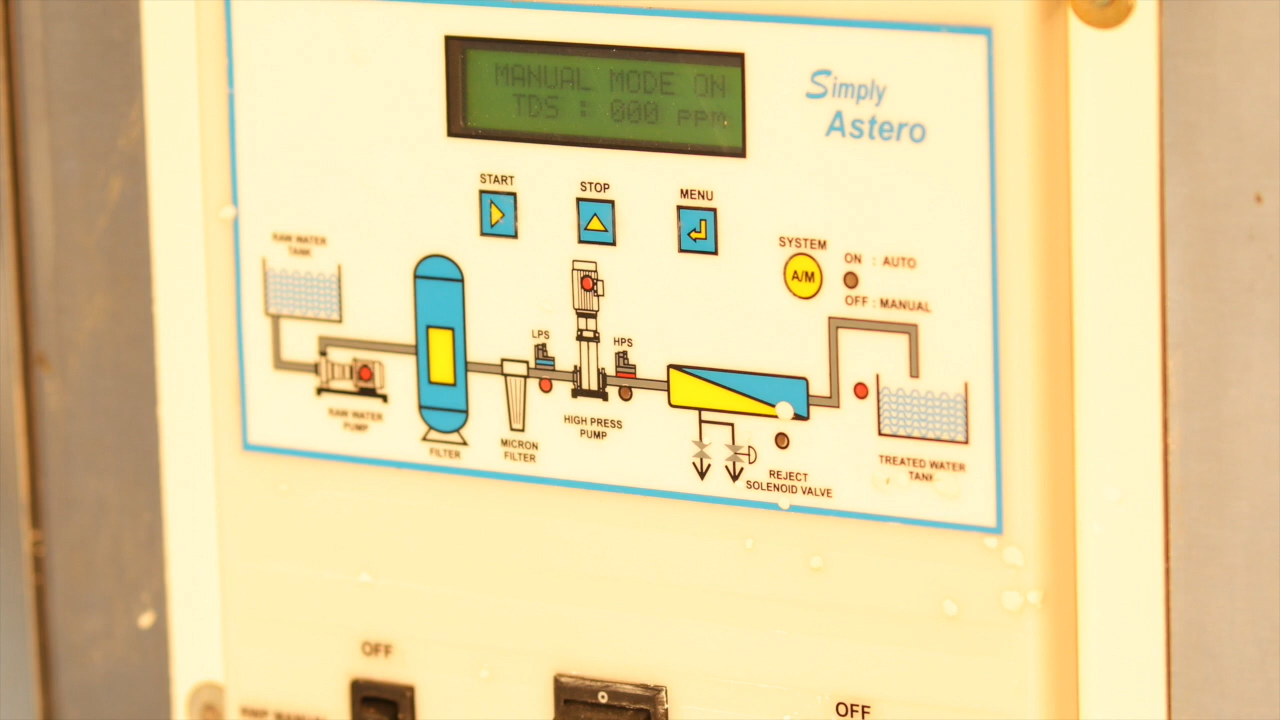 MANUAL MODE ON
TDS : 000 ppm
Simply
Astero
START
STOP
MENU
SYSTEM
A/M
ON : AUTO
OFF : MANUAL
RAW WATER
TANK
LPS
HPS
RAW WATER
PUMP
FILTER
MICRON
FILTER
HIGH PRESS
PUMP
REJECT
SOLENOID VALVE
TREATED WATER
TANK
OFF
OFF